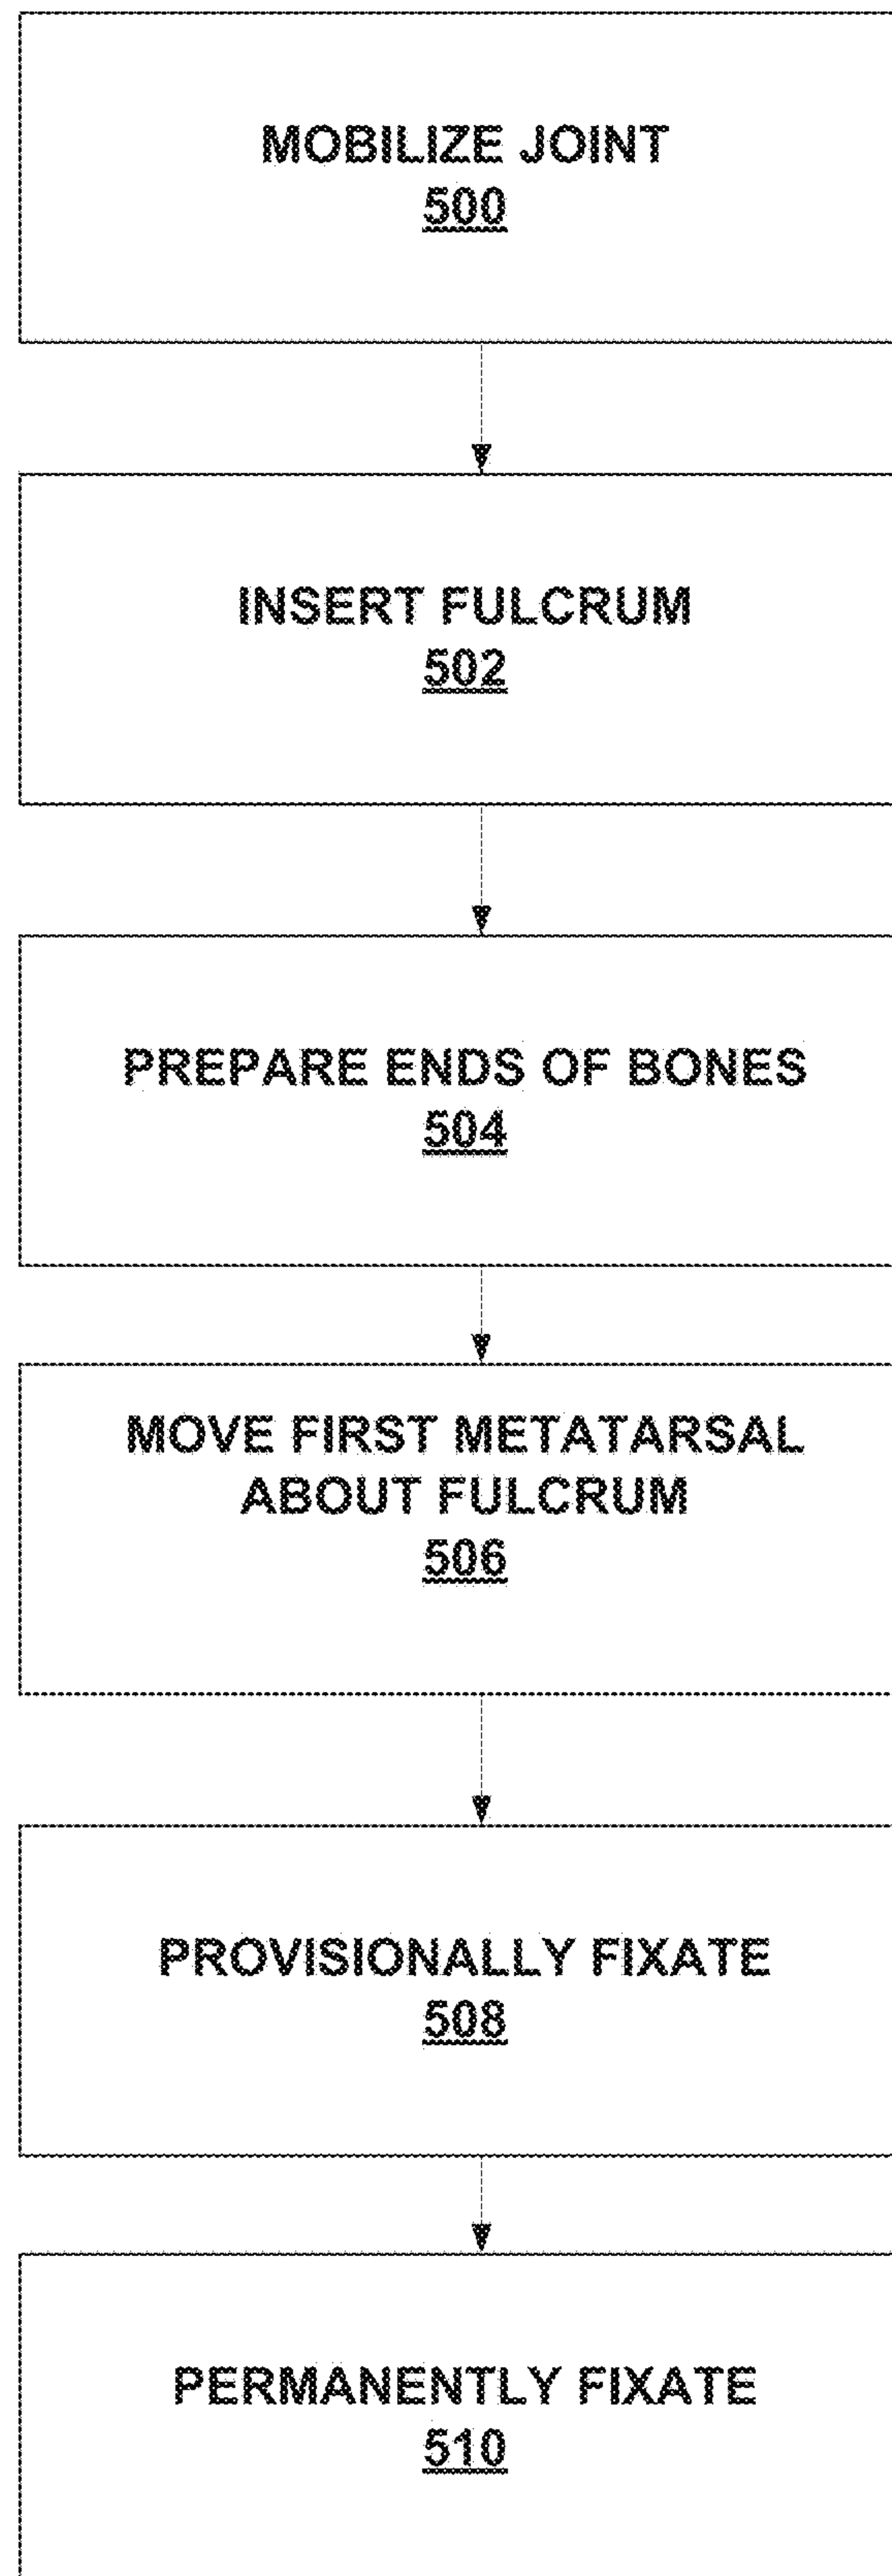 MOBILIZE JOINT
500
INSERT FULCRUM
502
PREPARE ENDS OF BONES
504
MOVE FIRST METATARSAL
ABOUT FULCRUM
506
PROVISIONALLY FIXATE
508
PERMANENTLY FIXATE
510